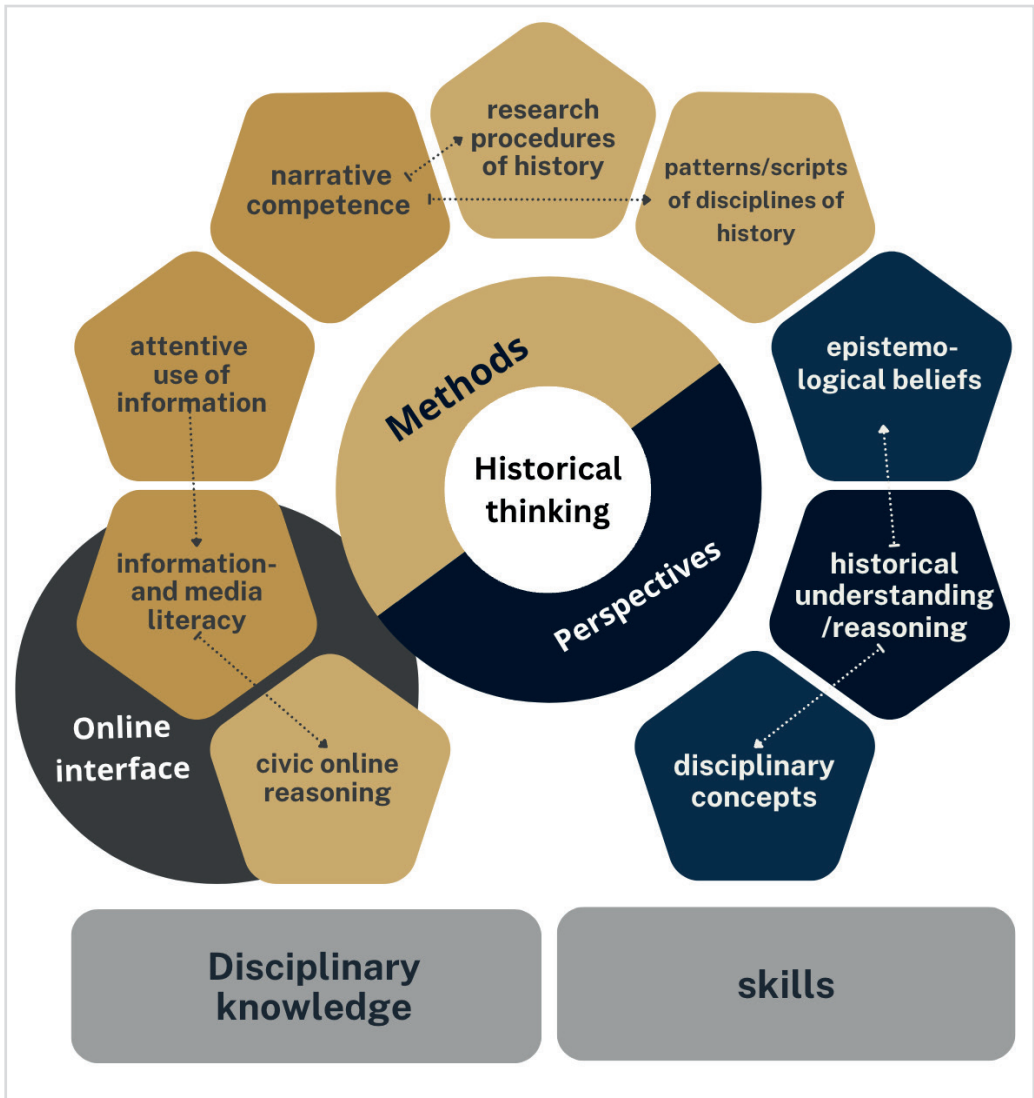 research
procedures
of history
narrative
competence
patterns/scripts
of disciplines of
history
attentive
use of
information
epistemo-
logical beliefs
Methods
Historical
thinking
Perspectives
information-
and media
literacy
historical
understanding
/reasoning
Online
interface
civic online
reasoning
disciplinary
concepts
Disciplinary
knowledge
skills